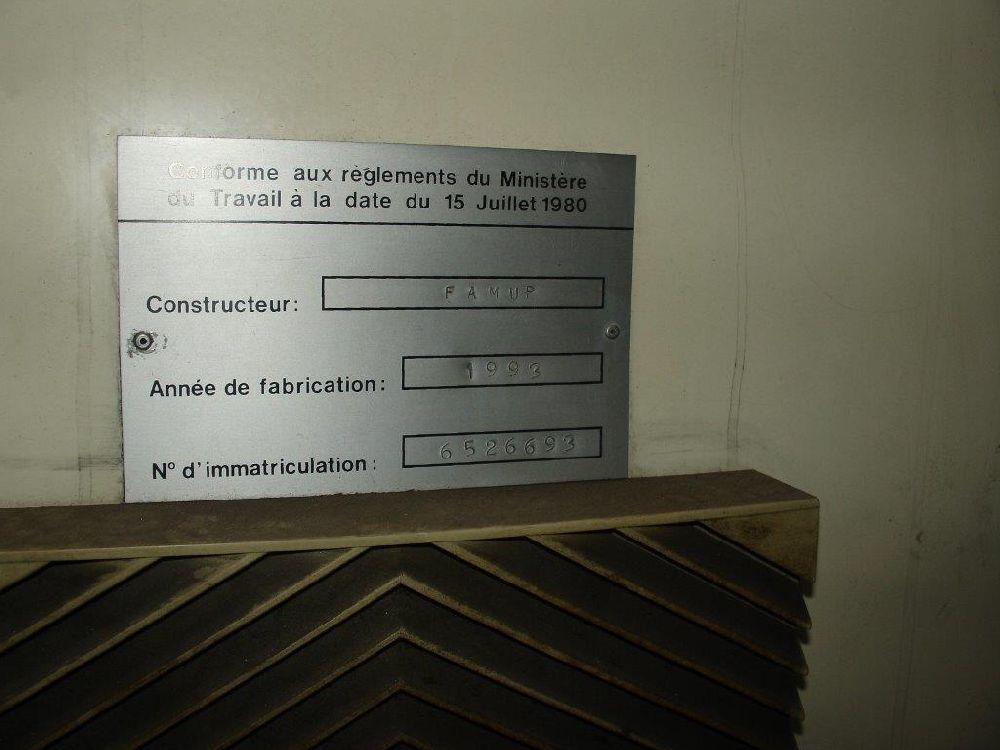 Conforme aux règlements du Ministère
du Travail à la date du 15 Juillet 1980
Constructeur: FAMUP
Année de fabrication: 1993
N° d'immatriculation: 6526693